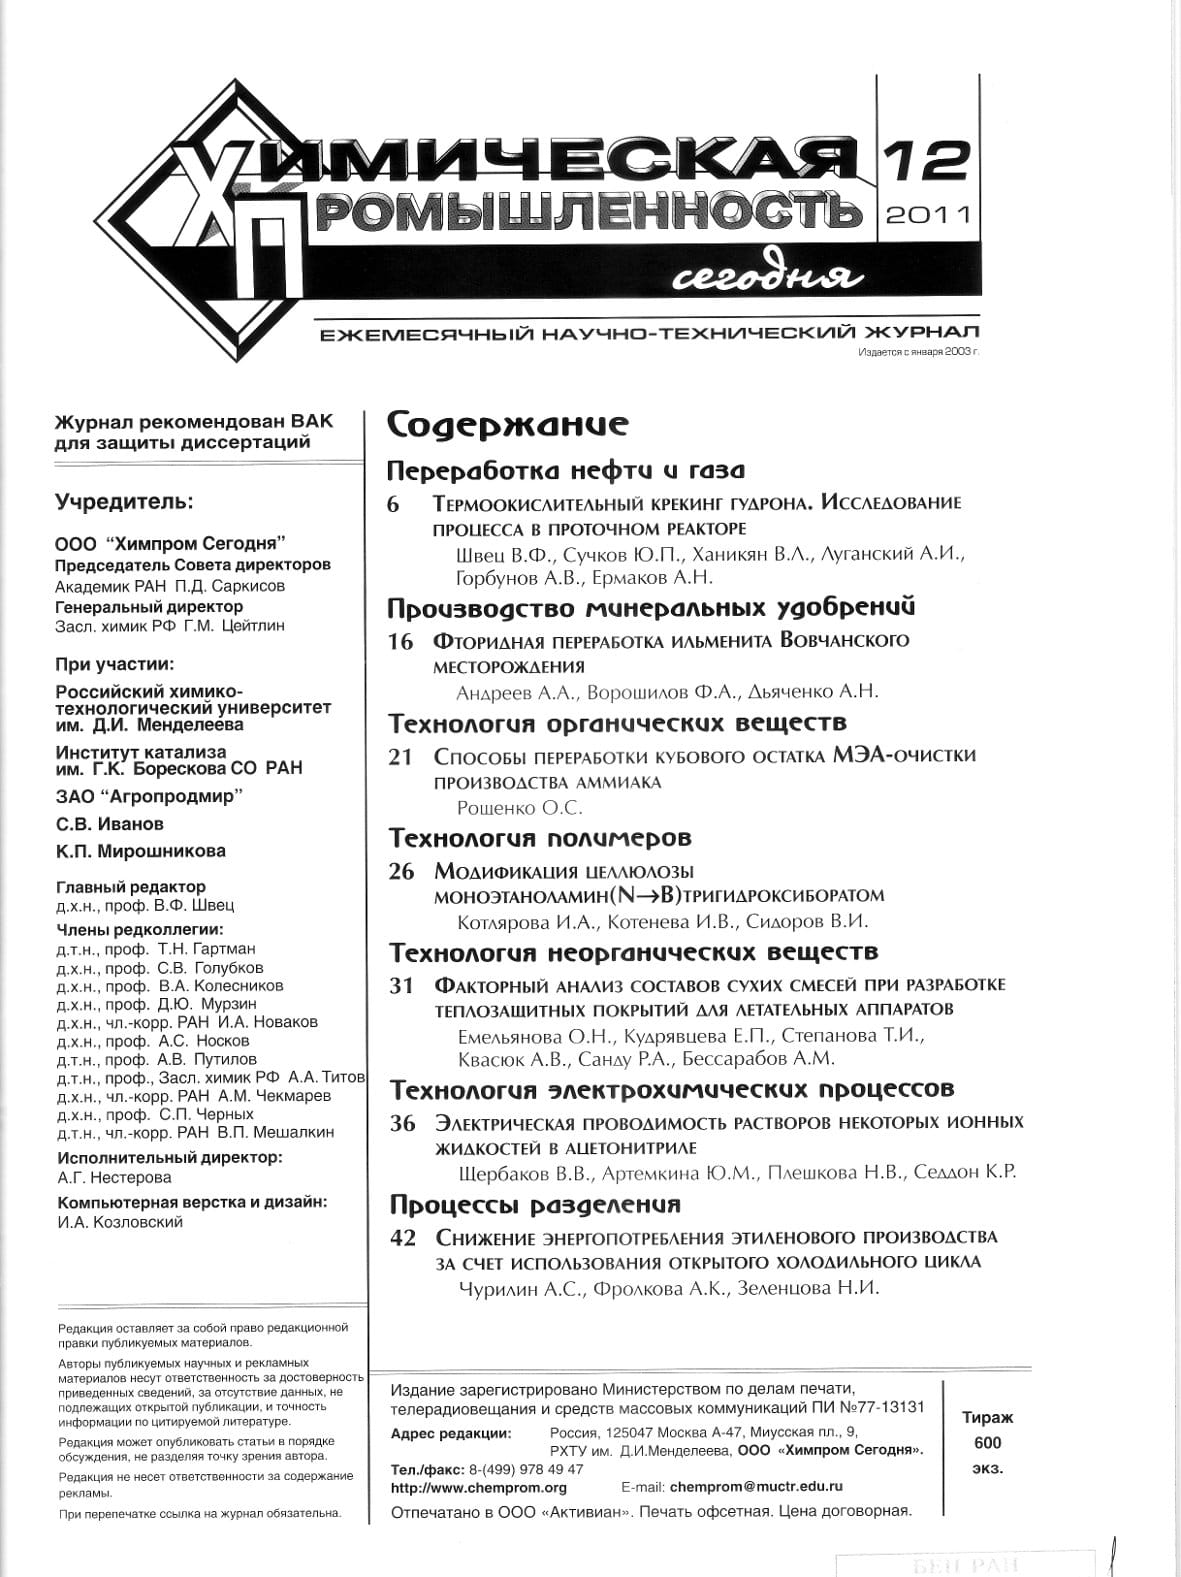 ХИМИЧЕСКАЯ
ПРОМЫШЛЕННОСТЬ
сегодня
12
2011
ЕЖЕМЕСЯЧНЫЙ НАУЧНО-ТЕХНИЧЕСКИЙ ЖУРНАЛ
Издается с января 2003 г.
Журнал рекомендован ВАК
для защиты диссертаций
Учредитель:
ООО “Химпром Сегодня”
Председатель Совета директоров
Академик РАН П.Д. Саркисов
Генеральный директор
Засл. химик РФ Г.М. Цейтлин
При участии:
Российский химико-
технологический университет
им. Д.И. Менделеева
Институт катализа
им. Г.К. Борескова СО РАН
ЗАО “Агропродмир”
С.В. Иванов
К.П. Мирошникова
Главный редактор
д.х.н., проф. В.Ф. Швец
Члены редколлегии:
д.т.н., проф. Т.Н. Гартман
д.х.н., проф. С.В. Голубков
д.х.н., проф. В.А. Колесников
д.х.н., проф. Д.Ю. Мурзин
д.х.н., чл.-корр. РАН И.А. Новаков
д.х.н., проф. А.С. Носков
д.т.н., проф. А.В. Путилов
д.т.н., проф., Засл. химик РФ А.А. Титов
д.х.н., чл.-корр. РАН А.М. Чекмарев
д.х.н., проф. С.П. Черных
д.т.н., чл.-корр. РАН В.П. Мешалкин
Исполнительный директор:
А.Г. Нестерова
Компьютерная верстка и дизайн:
И.А. Козловский
Редакция оставляет за собой право редакционной
правки публикуемых материалов.
Авторы публикуемых научных и рекламных
материалов несут ответственность за достоверность
приведенных сведений, за отсутствие данных, не
подлежащих открытой публикации, и точность
информации по цитируемой литературе.
Редакция может опубликовать статьи в порядке
обсуждения, не разделяя точку зрения автора.
Редакция не несет ответственности за содержание
рекламы.
При перепечатке ссылка на журнал обязательна.
Содержание
Переработка нефти и газа
6 Термоокислительный крекинг гудрона. Исследование
процесса в проточном реакторе
Швец В.Ф., Сучков Ю.П., Ханикян В.Л., Луганский А.И.,
Горбунов А.В., Ермаков А.Н.
Производство минеральных удобрений
16 Фторидная переработка ильменита Вовчанского
месторождения
Андреев А.А., Ворошилов Ф.А., Дьяченко А.Н.
Технология органических веществ
21 Способы переработки кубового остатка МЭА-очистки
производства аммиака
Рощенко О.С.
Технология полимеров
26 Модификация целлюлозы
моноэтаноламин(N→B)тригидроксиборатом
Котлярова И.А., Котенева И.В., Сидоров В.И.
Технология неорганических веществ
31 Факторный анализ составов сухих смесей при разработке
теплозащитных покрытий для летательных аппаратов
Емельянова О.Н., Кудрявцева Е.П., Степанова Т.И.,
Квасюк А.В., Санду Р.А., Бессарабов А.М.
Технология электрохимических процессов
36 Электрическая проводимость растворов некоторых ионных
жидкостей в ацетонитриле
Щербаков В.В., Артемкина Ю.М., Плешкова Н.В., Селдон К.Р.
Процессы разделения
42 Снижение энергопотребления этиленового производства
за счет использования открытого холодильного цикла
Чурилин А.С., Фролкова А.К., Зеленцова Н.И.
Издание зарегистрировано Министерством по делам печати,
телерадиовещания и средств массовых коммуникаций ПИ №77-13131
Адрес редакции: Россия, 125047 Москва А-47, Миусская пл., 9,
РХТУ им. Д.И.Менделеева, ООО «Химпром Сегодня».
Тел./факс: 8-(499) 978 49 47
http://www.chemprom.org E-mail: chemprom@muctr.edu.ru
Отпечатано в ООО «Активиан». Печать офсетная. Цена договорная.
Тираж
600
экз.
БЕН РАН